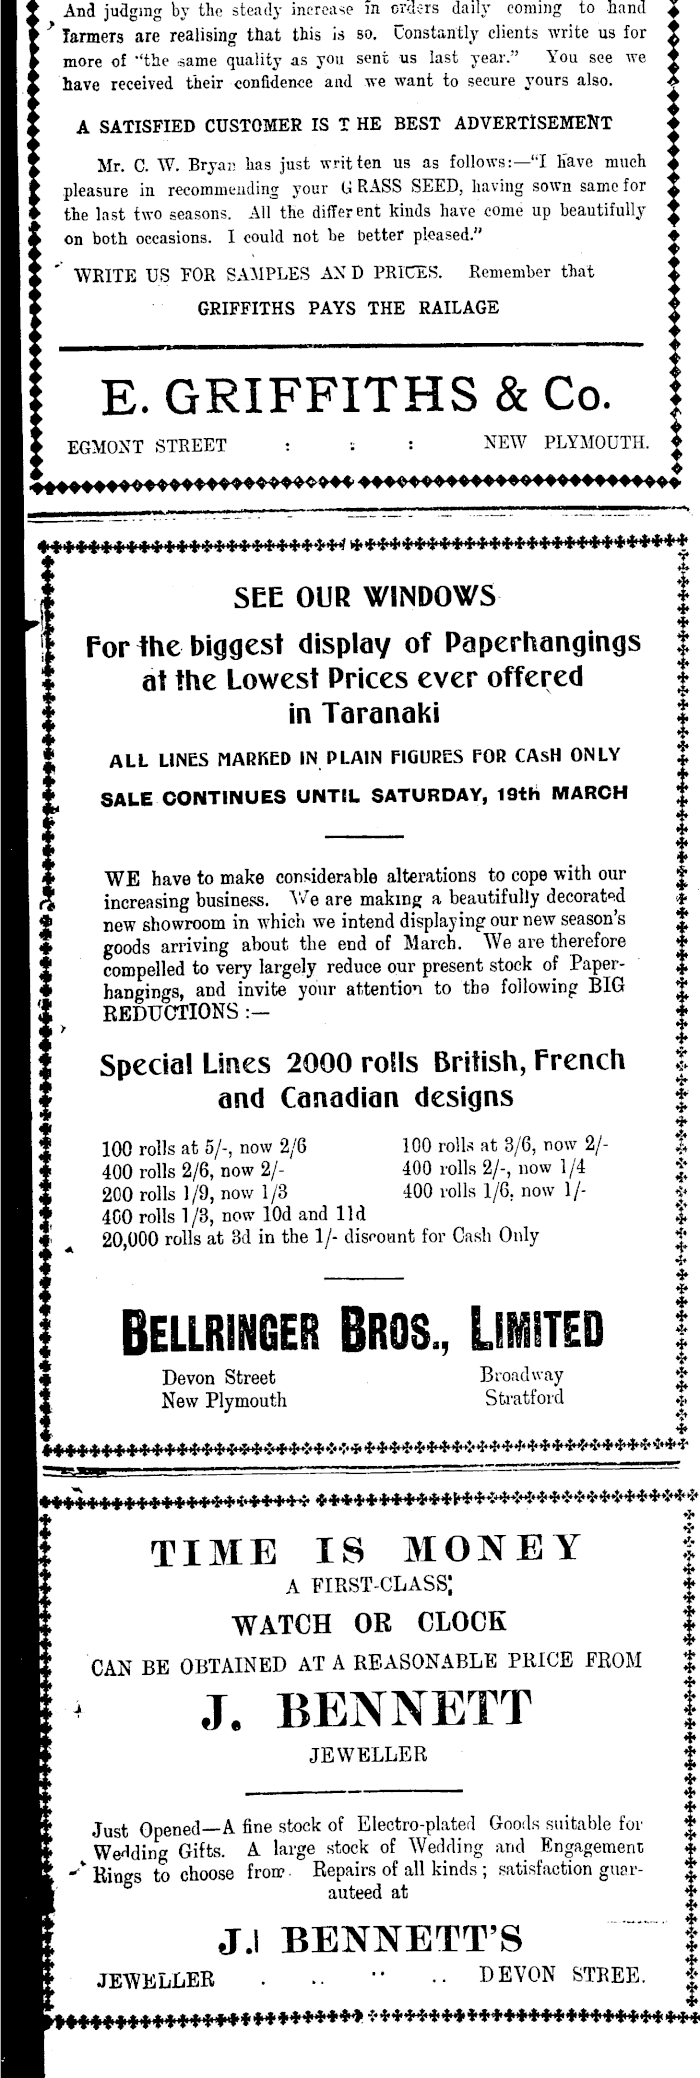 And judging by the steady increase in orders daily coming to hand
farmers are realising that this is so. Constantly clients write us for
more of "the same quality as you sent us last year." You see we
have received their confidence and we want to secure yours also.
A SATISFIED CUSTOMER IS THE BEST ADVERTISEMENT
Mr. C. W. Bryan has just written us as follows:—"I have much
pleasure in recommending your GRASS SEED, having sown same for
the last two seasons. All the different kinds have come up beautifully
on both occasions. I could not be better pleased."
WRITE US FOR SAMPLES AND PRICES. Remember that
GRIFFITHS PAYS THE RAILAGE
E. GRIFFITHS & Co.
EGMONT STREET : : : NEW PLYMOUTH.
SEE OUR WINDOWS
For the biggest display of Paperhangings
at the Lowest Prices ever offered
in Taranaki
ALL LINES MARKED IN PLAIN FIGURES FOR CASH ONLY
SALE CONTINUES UNTIL SATURDAY, 19th MARCH
WE have to make considerable alterations to cope with our
increasing business. We are making a beautifully decorated
new showroom in which we intend displaying our new season's
goods arriving about the end of March. We are therefore
compelled to very largely reduce our present stock of Paper-
hangings, and invite your attention to the following BIG
REDUCTIONS :—
Special Lines 2000 rolls British, French
and Canadian designs
100 rolls at 5/-, now 2/6 100 rolls at 3/6, now 2/-
400 rolls 2/6, now 2/- 400 rolls 2/-, now 1/4
200 rolls 1/9, now 1/3 400 rolls 1/6, now 1/-
400 rolls 1/3, now 10d and 11d
20,000 rolls at 3d in the 1/- discount for Cash Only
BELLRINGER BROS., LIMITED
Devon Street Broadway
New Plymouth Stratford
TIME IS MONEY
A FIRST-CLASS
WATCH OR CLOCK
CAN BE OBTAINED AT A REASONABLE PRICE FROM
J. BENNETT
JEWELLER
Just Opened—A fine stock of Electro-plated Goods suitable for
Wedding Gifts. A large stock of Wedding and Engagement
Rings to choose from. Repairs of all kinds ; satisfaction guar-
auteed at
J. BENNETT'S
JEWELLER . .. .. .. DEVON STREE.